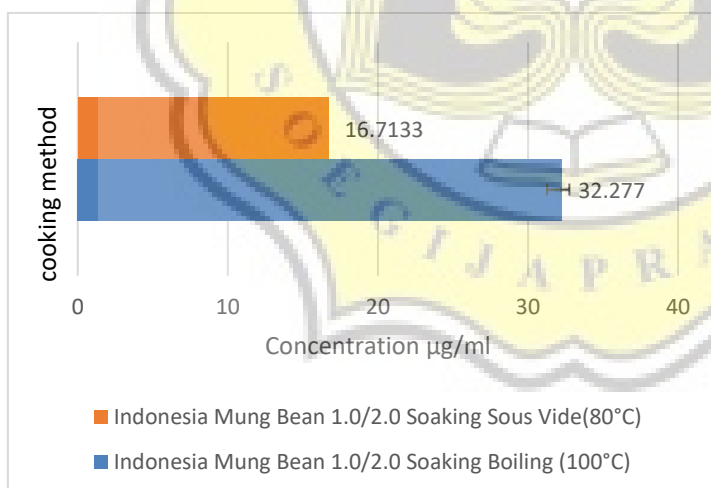 cooking method
16.7133
32.277
0 10 20 30 40
Concentration µg/ml
Indonesia Mung Bean 1.0/2.0 Soaking Sous Vide(80°C)
Indonesia Mung Bean 1.0/2.0 Soaking Boiling (100°C)
SOEGIJAPR